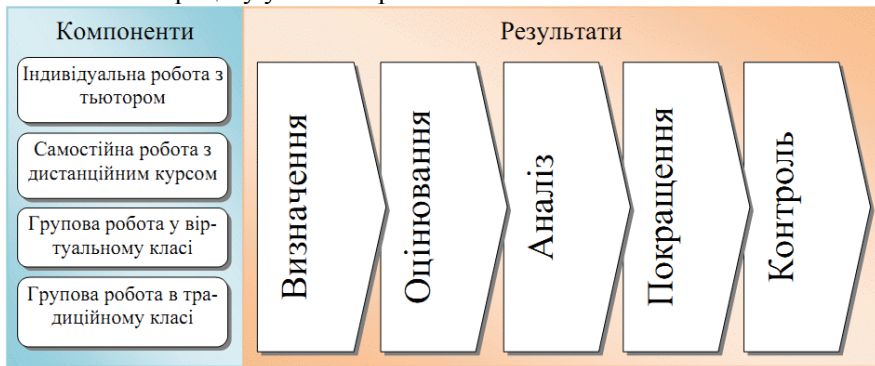 Компоненти
Індивідуальна робота з
тьютором
Самостійна робота з
дистанційним курсом
Групова робота у вір-
туальному класі
Групова робота в тра-
диційному класі
Результати
Визначення
Оцінювання
Аналіз
Покращення
Контроль